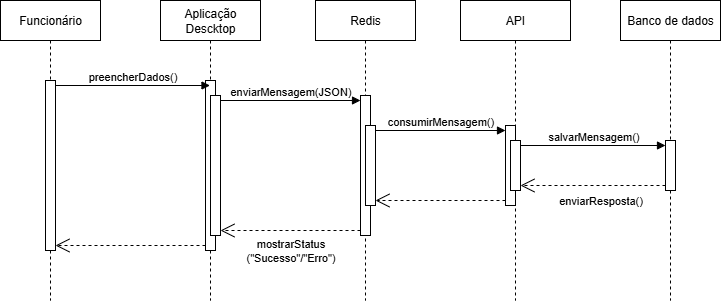 Funcionário
Aplicação
Descktop
Redis
API
Banco de dados
preencherDados()
enviarMensagem(JSON)
consumirMensagem()
salvarMensagem()
enviarResposta()
mostrarStatus
("Sucesso"/"Erro")